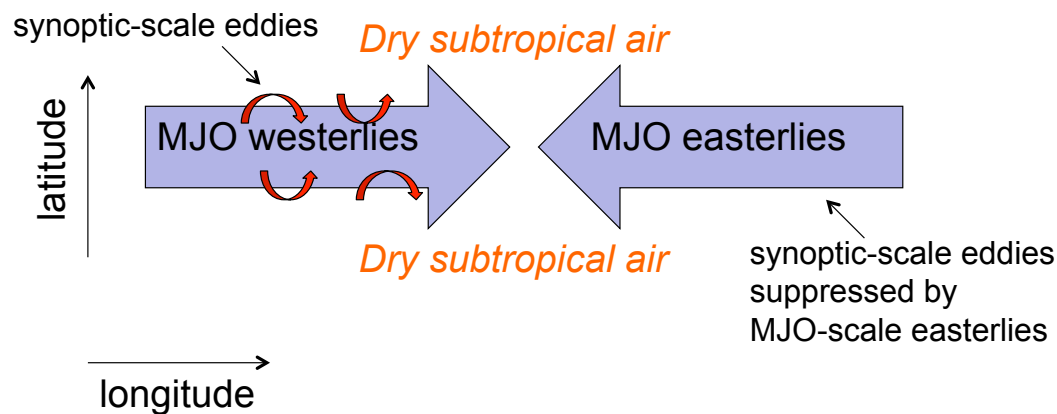 synoptic-scale eddies
Dry subtropical air
MJO westerlies
MJO easterlies
latitude
Dry subtropical air
synoptic-scale eddies
suppressed by
MJO-scale easterlies
longitude